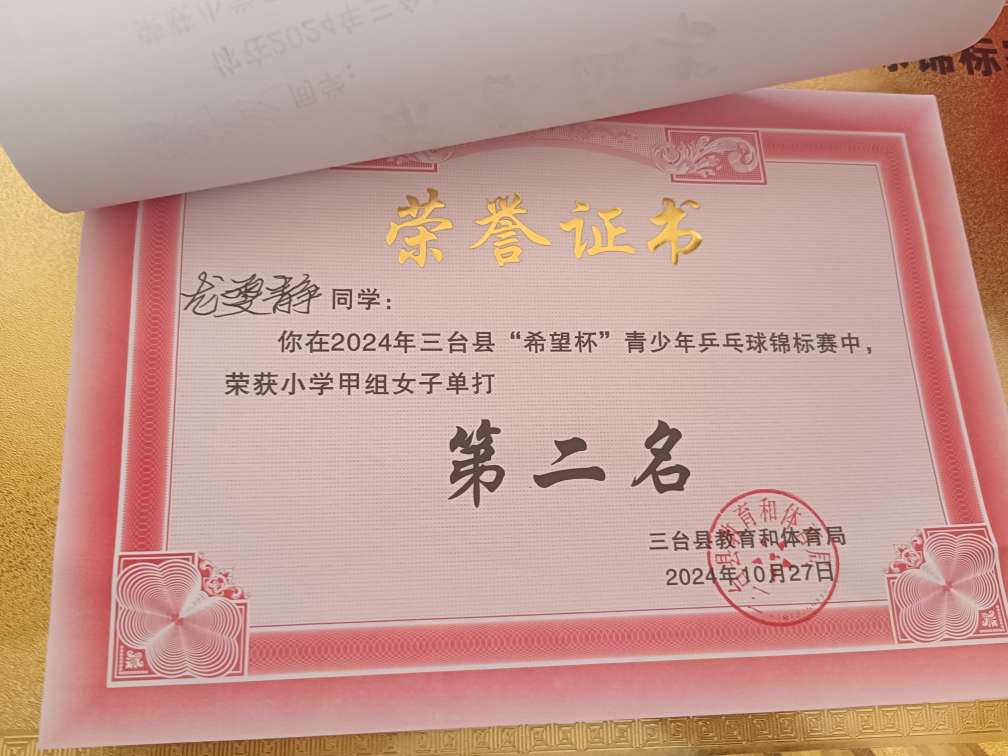 锦标
荣誉证书
同学：
你在2024年三台县“希望杯”青少年乒乓球锦标赛中，
荣获小学甲组女子单打
第二名
三台县教育和体育局
2024年10月27日